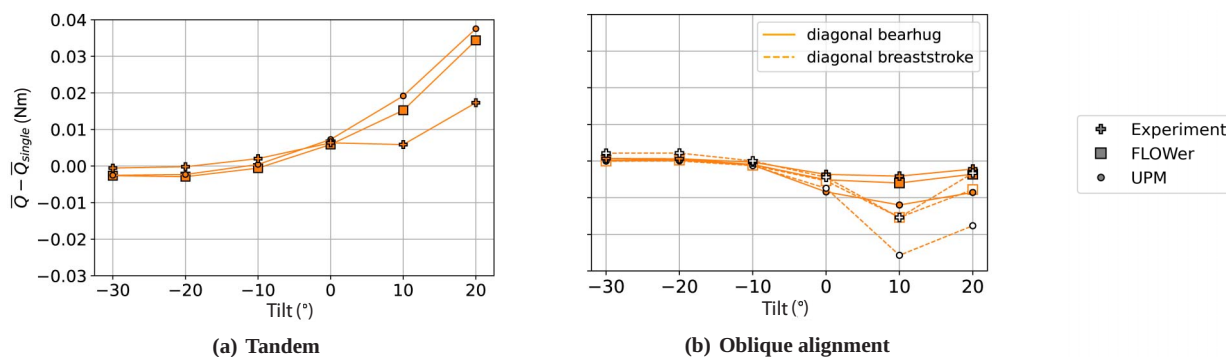 0.04
0.03
0.02
0.01
0.00
−0.01
−0.02
−0.03
Q̅ − Q̅single (Nm)
−30 −20 −10 0 10 20
Tilt (°)
(a) Tandem
diagonal bearhug
diagonal breaststroke
−30 −20 −10 0 10 20
Tilt (°)
(b) Oblique alignment
Experiment
FLOWer
UPM